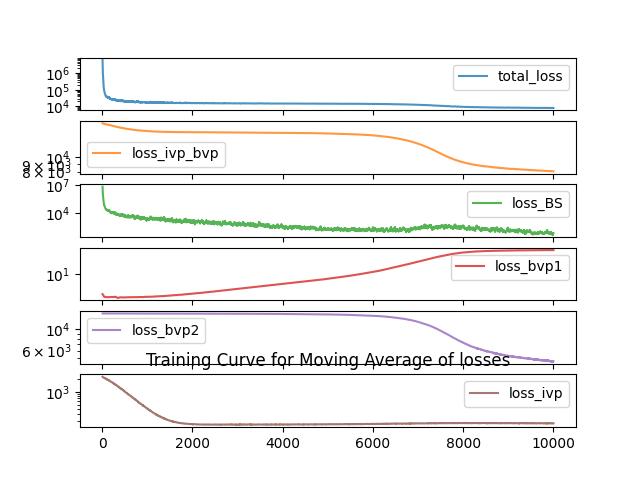 10⁶
10⁵
10⁴
total_loss
10⁴
9 × 10³
8 × 10³
loss_ivp_bvp
10⁷
10⁴
loss_BS
10¹
loss_bvp1
10⁴
6 × 10³
loss_bvp2
Training Curve for Moving Average of losses
10³
loss_ivp
0 2000 4000 6000 8000 10000